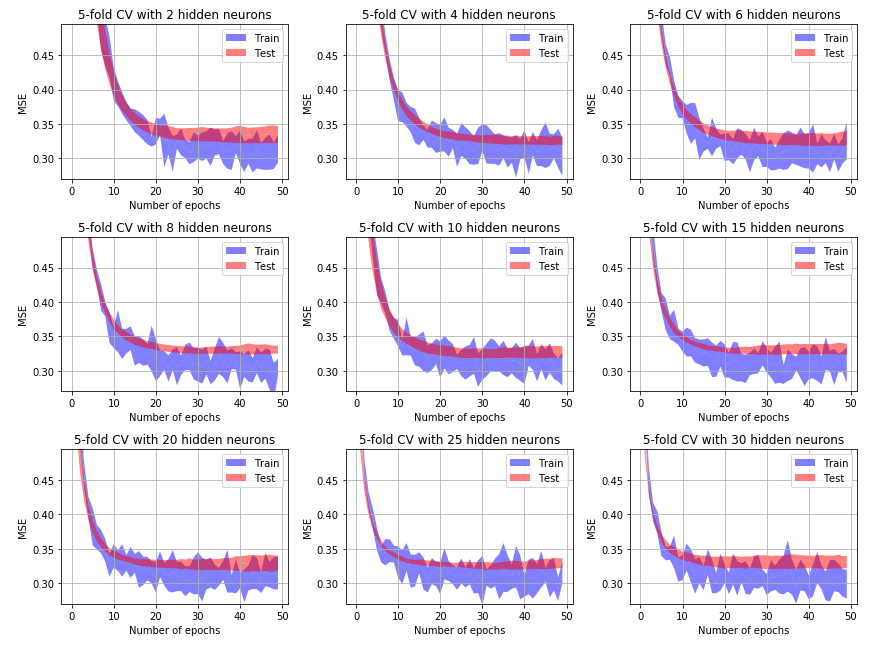 5-fold CV with 2 hidden neurons
MSE
0.45
0.40
0.35
0.30
Train
Test
0 10 20 30 40 50
Number of epochs
5-fold CV with 4 hidden neurons
MSE
0.45
0.40
0.35
0.30
Train
Test
0 10 20 30 40 50
Number of epochs
5-fold CV with 6 hidden neurons
MSE
0.45
0.40
0.35
0.30
Train
Test
0 10 20 30 40 50
Number of epochs
5-fold CV with 8 hidden neurons
MSE
0.45
0.40
0.35
0.30
Train
Test
0 10 20 30 40 50
Number of epochs
5-fold CV with 10 hidden neurons
MSE
0.45
0.40
0.35
0.30
Train
Test
0 10 20 30 40 50
Number of epochs
5-fold CV with 15 hidden neurons
MSE
0.45
0.40
0.35
0.30
Train
Test
0 10 20 30 40 50
Number of epochs
5-fold CV with 20 hidden neurons
MSE
0.45
0.40
0.35
0.30
Train
Test
0 10 20 30 40 50
Number of epochs
5-fold CV with 25 hidden neurons
MSE
0.45
0.40
0.35
0.30
Train
Test
0 10 20 30 40 50
Number of epochs
5-fold CV with 30 hidden neurons
MSE
0.45
0.40
0.35
0.30
Train
Test
0 10 20 30 40 50
Number of epochs